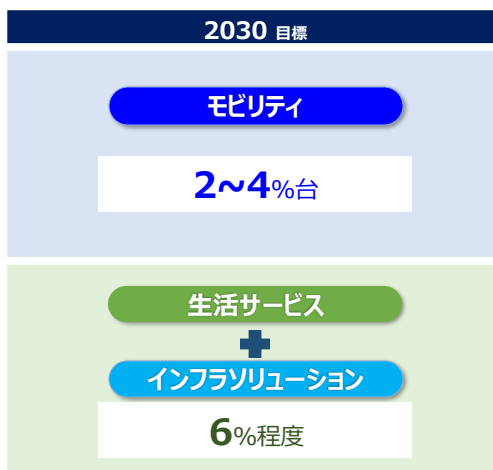 2030 目標
モビリティ
2~4%台
生活サービス
インフラソリューション
6%程度